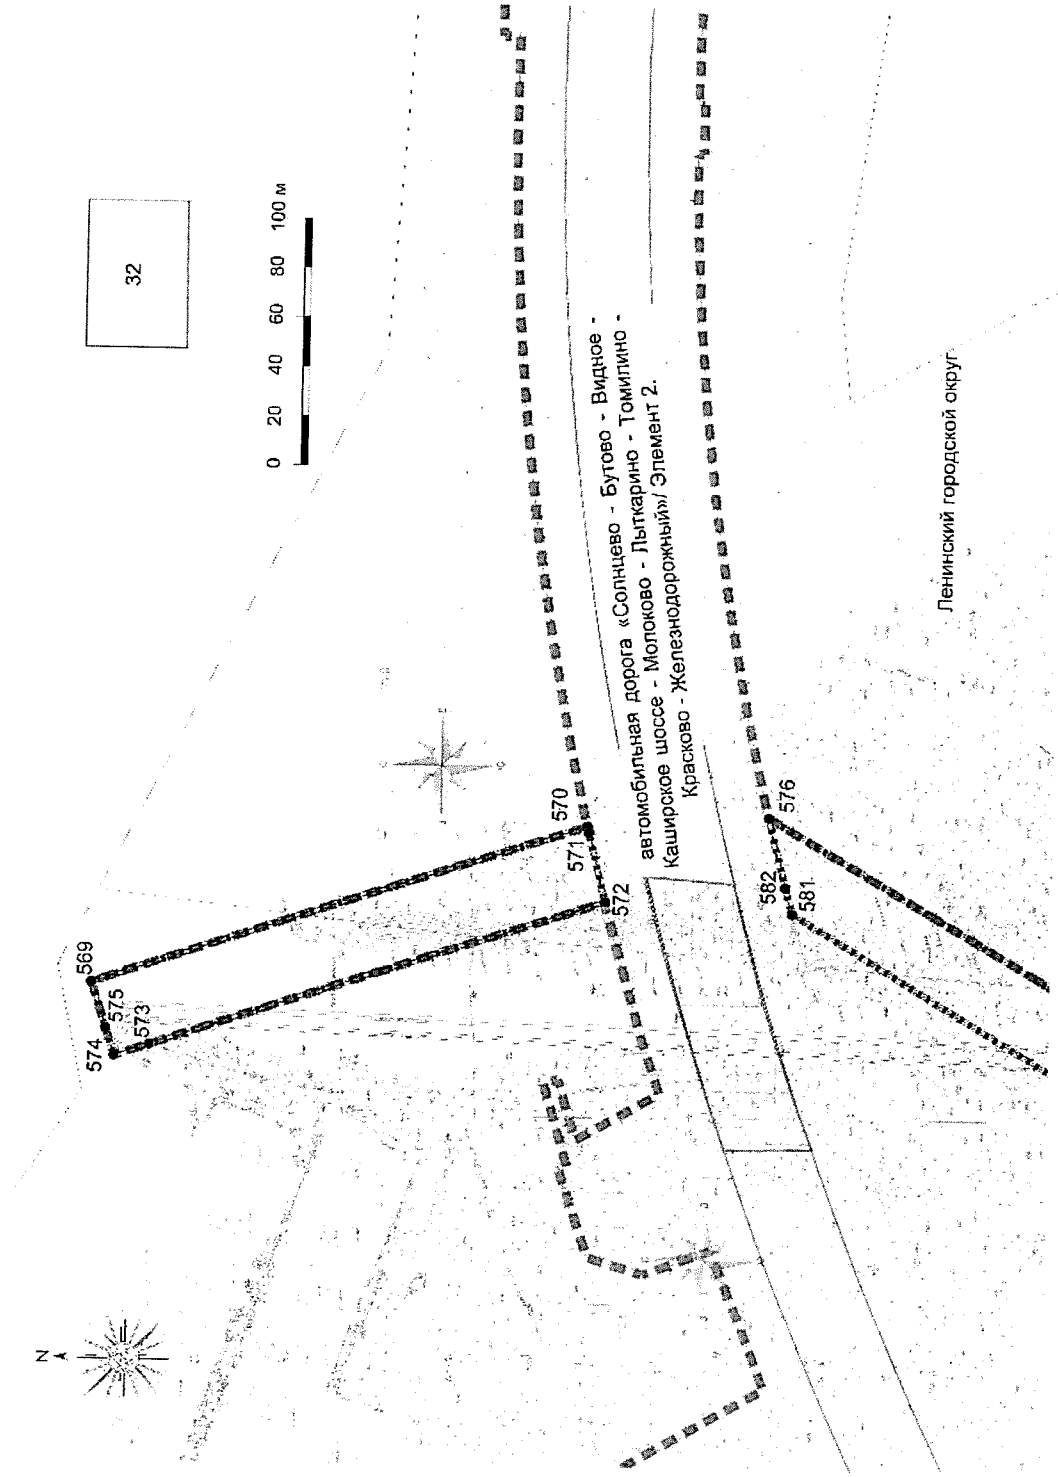 N
32
0 20 40 60 80 100 м
574
575
573
569
570
571
572
автомобильная дорога «Солнцево - Бутово - Видное -
Каширское шоссе - Молоково - Лыткарино - Томилино -
Красково - Железнодорожный»/ Элемент 2.
576
582
581
Ленинский городской округ